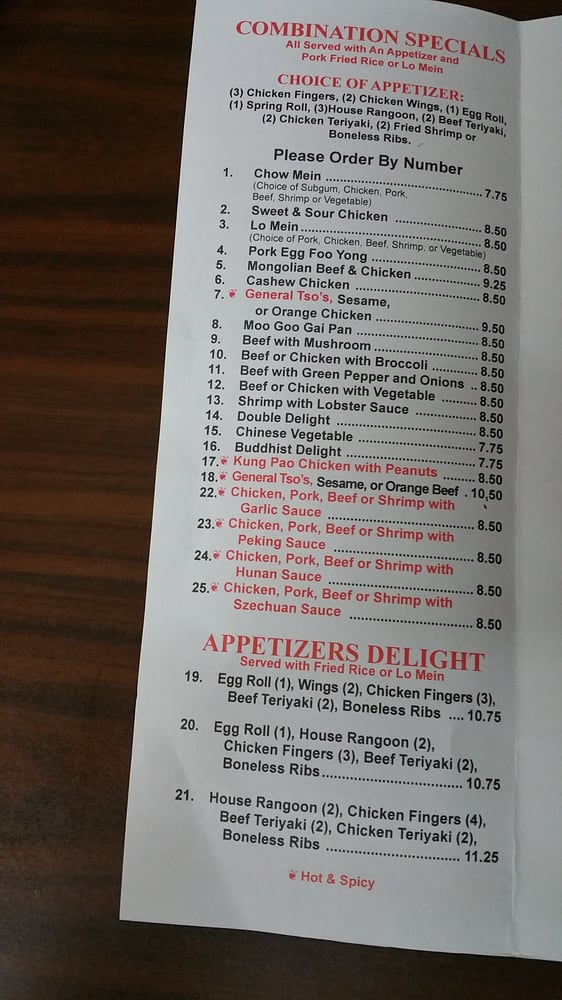 COMBINATION SPECIALS
All Served with An Appetizer and
Pork Fried Rice or Lo Mein
CHOICE OF APPETIZER:
(3) Chicken Fingers, (2) Chicken Wings, (1) Egg Roll,
(1) Spring Roll, (3)House Rangoon, (2) Beef Teriyaki,
(2) Chicken Teriyaki, (2) Fried Shrimp or
Boneless Ribs.
Please Order By Number
1. Chow Mein ........ 7.75
(Choice of Subgum, Chicken, Pork,
Beef, Shrimp or Vegetable)
2. Sweet & Sour Chicken ........ 8.50
3. Lo Mein ........ 8.50
(Choice of Pork, Chicken, Beef, Shrimp, or Vegetable)
4. Pork Egg Foo Yong ........ 8.50
5. Mongolian Beef & Chicken ........ 9.25
6. Cashew Chicken ........ 8.50
7. General Tso's, Sesame,
or Orange Chicken ........ 9.50
8. Moo Goo Gai Pan ........ 8.50
9. Beef with Mushroom ........ 8.50
10. Beef or Chicken with Broccoli ........ 8.50
11. Beef with Green Pepper and Onions .. 8.50
12. Beef or Chicken with Vegetable ........ 8.50
13. Shrimp with Lobster Sauce ........ 8.50
14. Double Delight ........ 8.50
15. Chinese Vegetable ........ 7.75
16. Buddhist Delight ........ 7.75
17. Kung Pao Chicken with Peanuts ........ 8.50
18. General Tso's, Sesame, or Orange Beef . 10.50
22. Chicken, Pork, Beef or Shrimp with
Garlic Sauce ........ 8.50
23. Chicken, Pork, Beef or Shrimp with
Peking Sauce ........ 8.50
24. Chicken, Pork, Beef or Shrimp with
Hunan Sauce ........ 8.50
25. Chicken, Pork, Beef or Shrimp with
Szechuan Sauce ........ 8.50
APPETIZERS DELIGHT
Served with Fried Rice or Lo Mein
19. Egg Roll (1), Wings (2), Chicken Fingers (3),
Beef Teriyaki (2), Boneless Ribs .... 10.75
20. Egg Roll (1), House Rangoon (2),
Chicken Fingers (3), Beef Teriyaki (2),
Boneless Ribs ........ 10.75
21. House Rangoon (2), Chicken Fingers (4),
Beef Teriyaki (2), Chicken Teriyaki (2),
Boneless Ribs ........ 11.25
Hot & Spicy